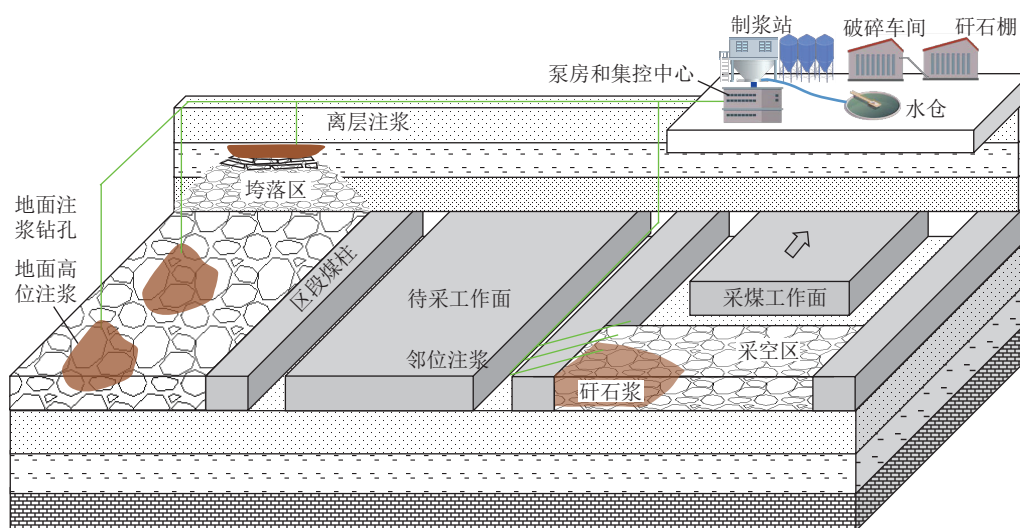 制浆站
破碎车间
矸石棚
泵房和集控中心
水仓
离层注浆
垮落区
地面注
浆钻孔
地面高
位注浆
区段煤柱
待采工作面
采煤工作面
邻位注浆
采空区
矸石浆